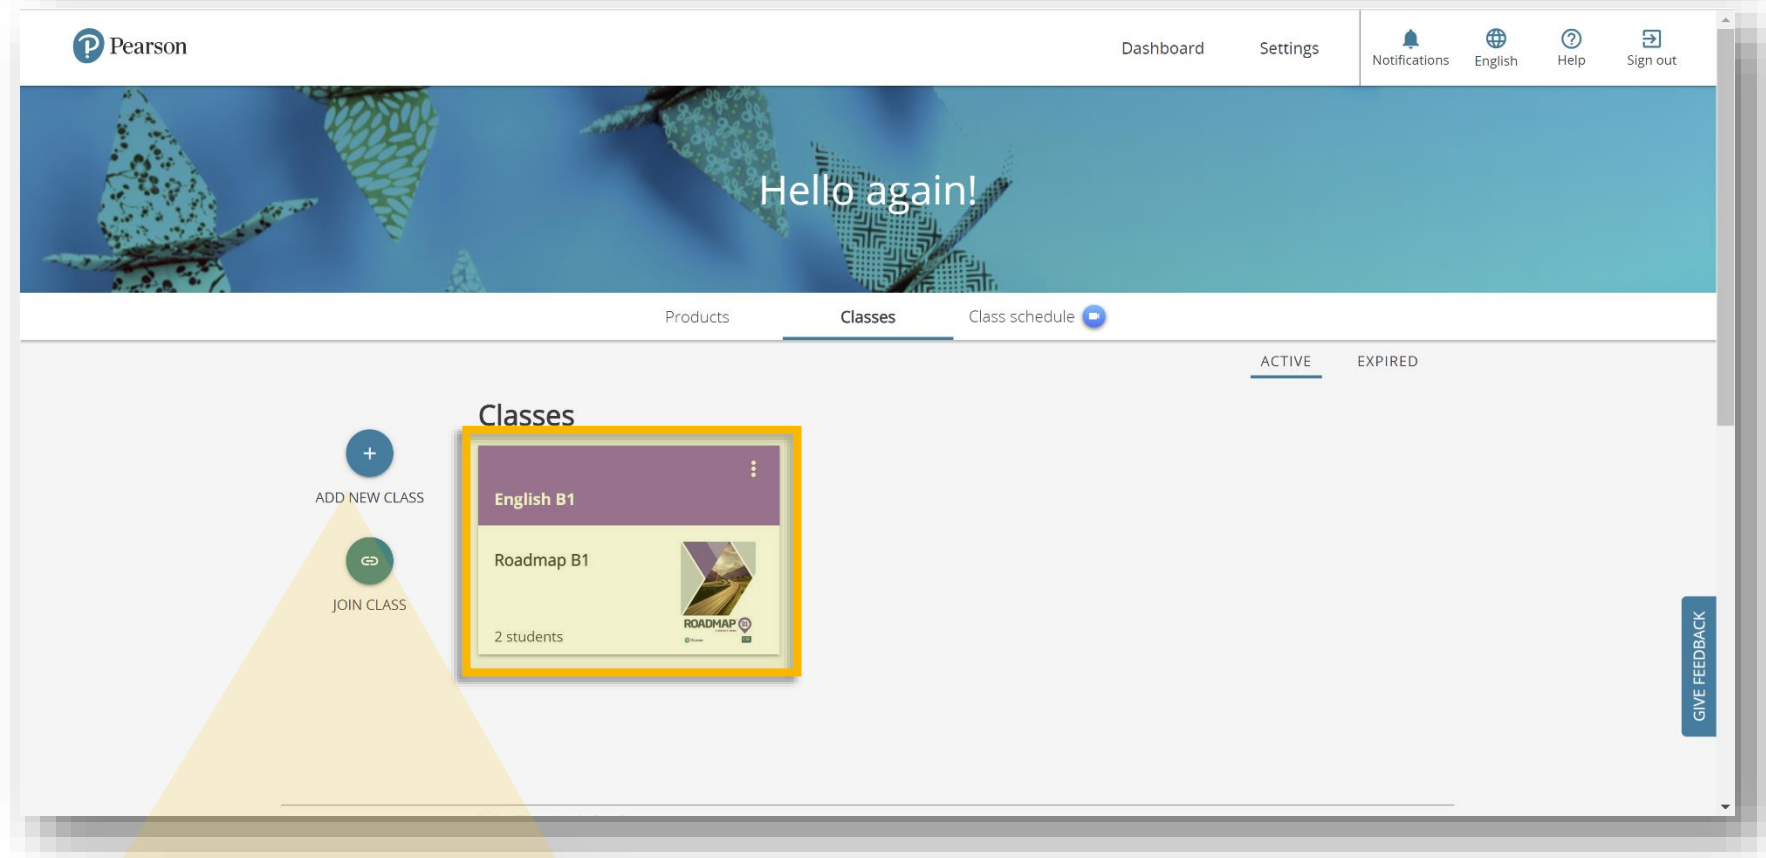 Pearson
Dashboard
Settings
Notifications
English
Help
Sign out
Hello again!
Products
Classes
Class schedule
ACTIVE
EXPIRED
Classes
ADD NEW CLASS
JOIN CLASS
English B1
Roadmap B1
2 students
ROADMAP
GIVE FEEDBACK